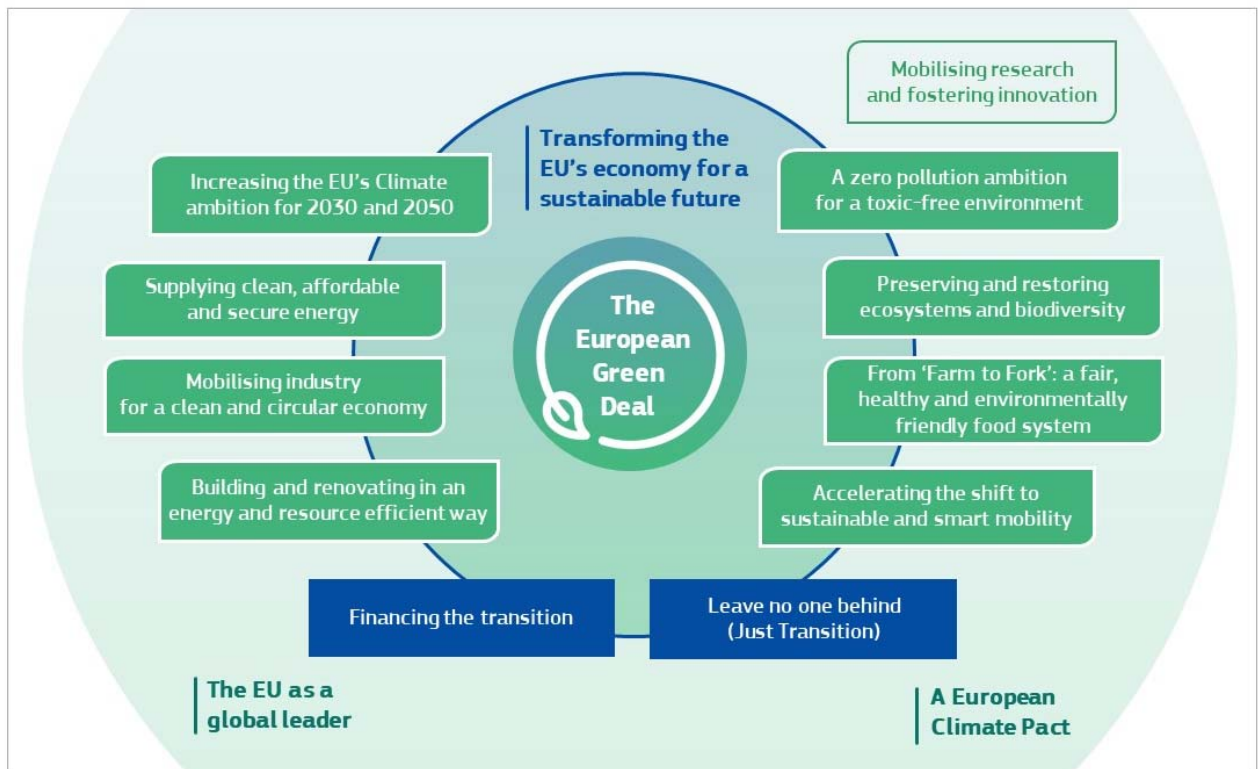 Mobilising research
and fostering innovation
Transforming the
EU's economy for a
sustainable future
Increasing the EU's Climate
ambition for 2030 and 2050
A zero pollution ambition
for a toxic-free environment
Supplying clean, affordable
and secure energy
Preserving and restoring
ecosystems and biodiversity
The
European
Green
Deal
Mobilising industry
for a clean and circular economy
From ‘Farm to Fork’: a fair,
healthy and environmentally
friendly food system
Building and renovating in an
energy and resource efficient way
Accelerating the shift to
sustainable and smart mobility
Financing the transition
Leave no one behind
(Just Transition)
The EU as a
global leader
A European
Climate Pact